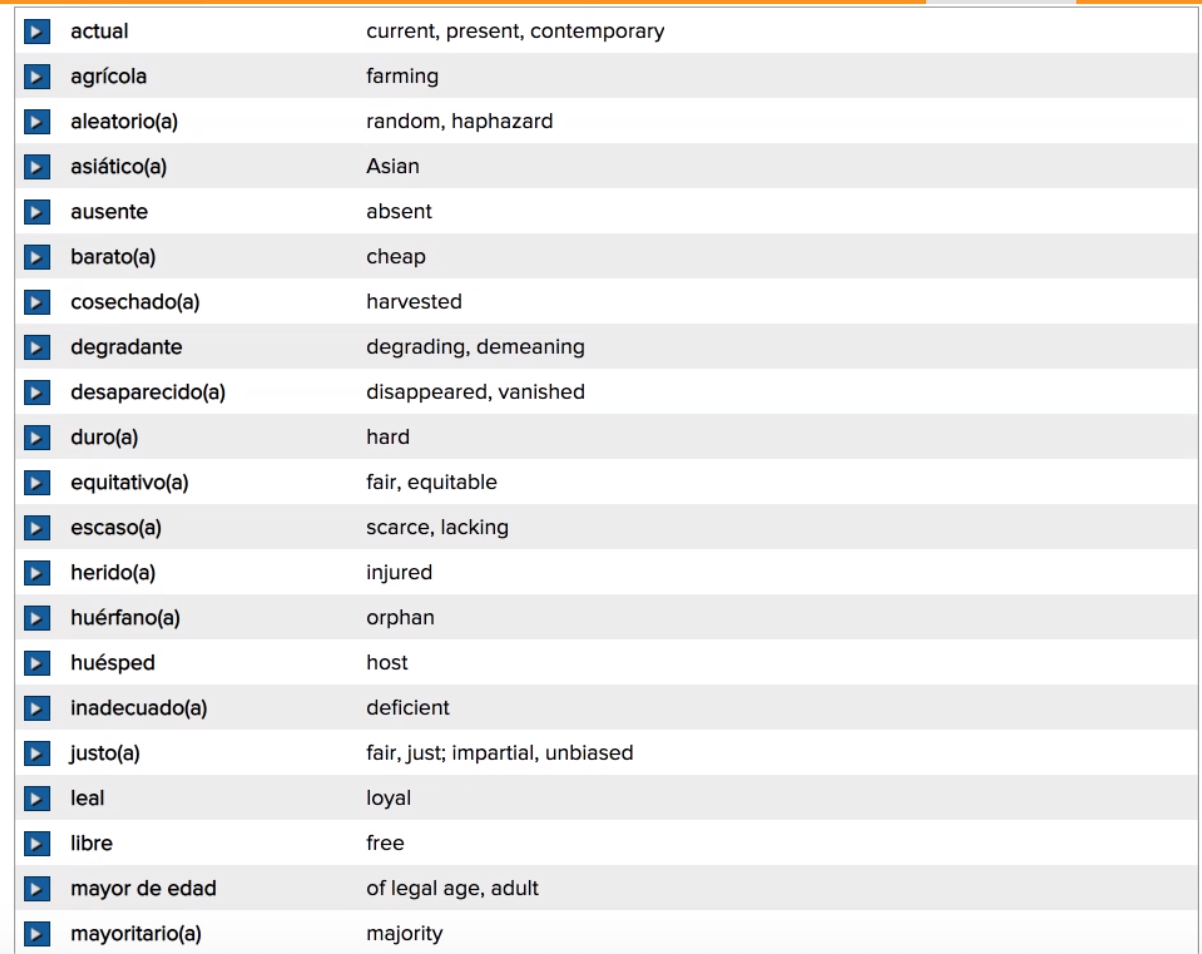 actual current, present, contemporary
agrícola farming
aleatorio(a) random, haphazard
asiático(a) Asian
ausente absent
barato(a) cheap
cosechado(a) harvested
degradante degrading, demeaning
desaparecido(a) disappeared, vanished
duro(a) hard
equitativo(a) fair, equitable
escaso(a) scarce, lacking
herido(a) injured
huérfano(a) orphan
huésped host
inadecuado(a) deficient
justo(a) fair, just; impartial, unbiased
leal loyal
libre free
mayor de edad of legal age, adult
mayoritario(a) majority